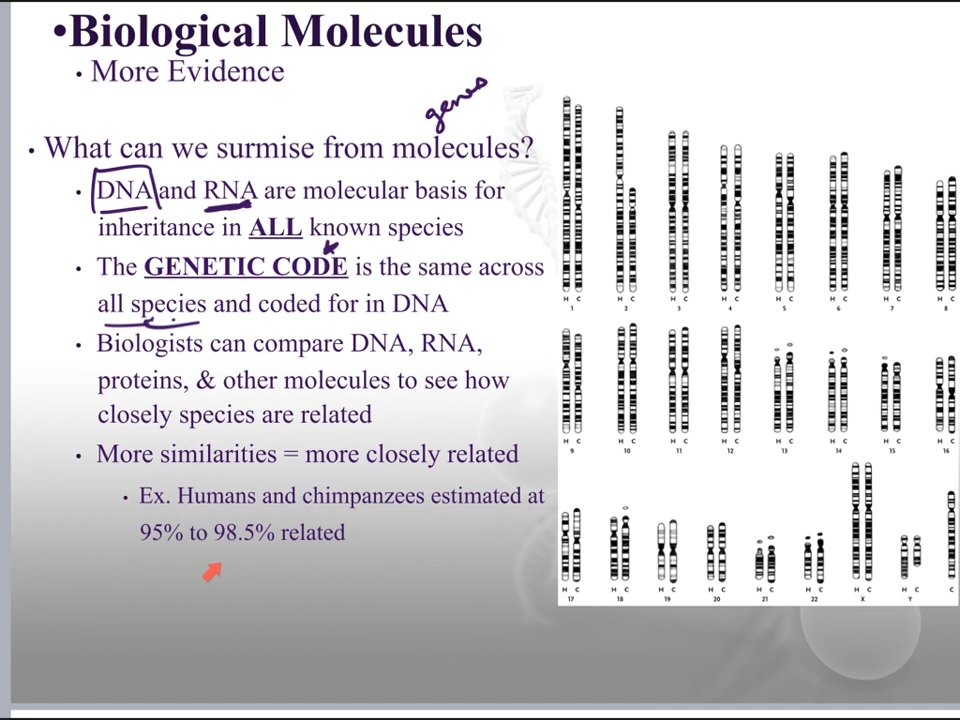 •Biological Molecules
• More Evidence
genes
• What can we surmise from molecules?
• DNA and RNA are molecular basis for
inheritance in ALL known species
• The GENETIC CODE is the same across
all species and coded for in DNA
• Biologists can compare DNA, RNA,
proteins, & other molecules to see how
closely species are related
• More similarities = more closely related
• Ex. Humans and chimpanzees estimated at
95% to 98.5% related
H C H C H C H C H C H C H C H C
1 2 3 4 5 6 7 8
H C H C H C H C H C H C H C H C
9 10 11 12 13 14 15 16
H C H C H C H C H C H C H C H C C
17 18 19 20 21 22 X Y